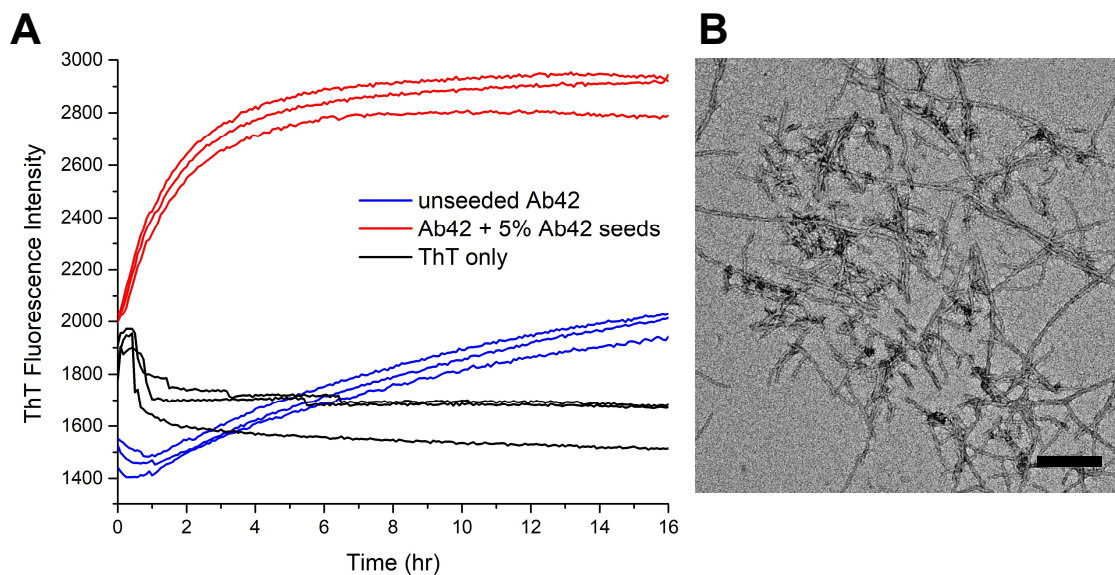 A
B
3000
2800
2600
2400
2200
2000
1800
1600
1400
ThT Fluorescence Intensity
unseeded Ab42
Ab42 + 5% Ab42 seeds
ThT only
0 2 4 6 8 10 12 14 16
Time (hr)